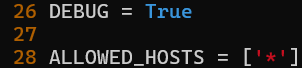 26 DEBUG = True
27
28 ALLOWED_HOSTS = ['*']